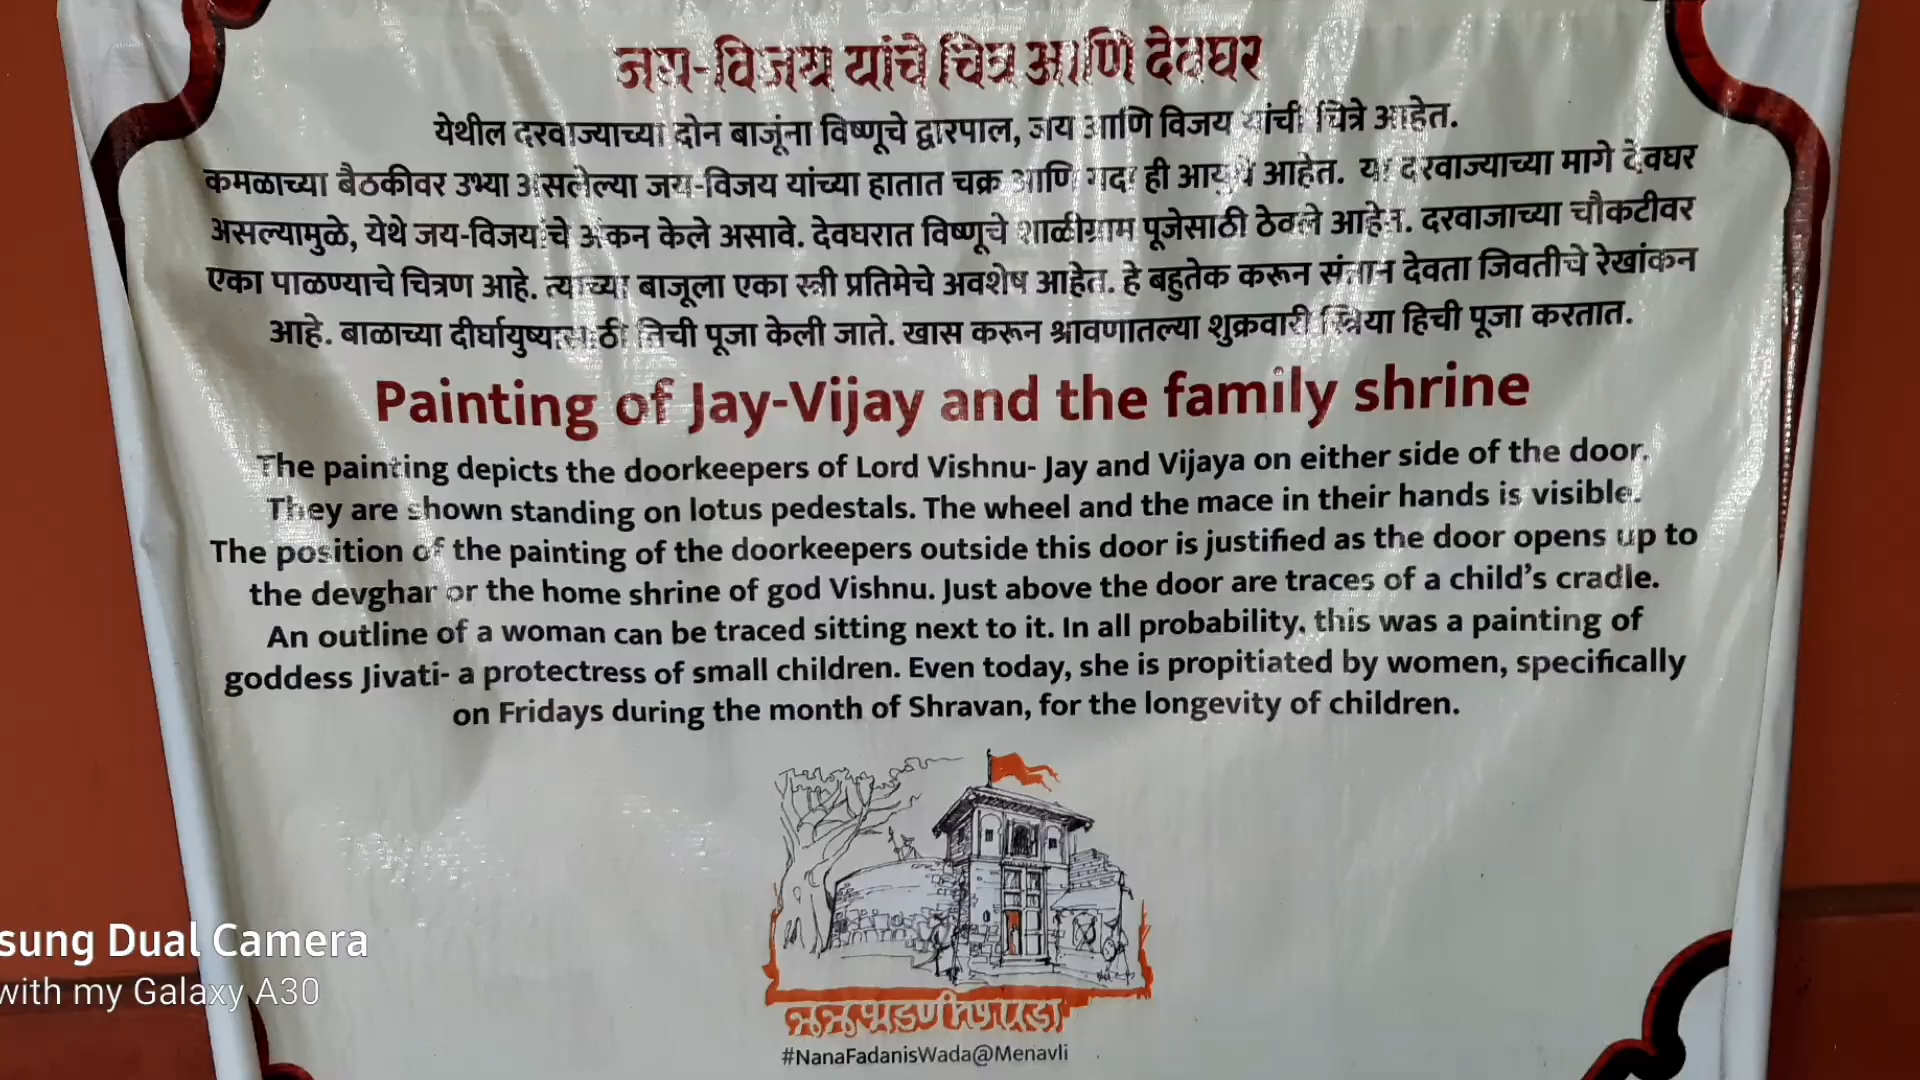 जय-विजय यांचे चित्र आणि देवघर
येथील दरवाज्याच्या दोन बाजूंना विष्णूचे द्वारपाल, जय आणि विजय यांची चित्रे आहेत.
कमळाच्या बैठकीवर उभ्या असलेल्या जय-विजय यांच्या हातात चक्र आणि गदा ही आयुधे आहेत. या दरवाज्याच्या मागे देवघर
असल्यामुळे, येथे जय-विजयांचे अंकन केले असावे. देवघरात विष्णूचे शाळीग्राम पूजेसाठी ठेवले आहेत. दरवाजाच्या चौकटीवर
एका पाळण्याचे चित्रण आहे. त्याच्या बाजूला एका स्त्री प्रतिमेचे अवशेष आहेत. हे बहुतेक करून संतान देवता जिवतीचे रेखांकन
आहे. बाळाच्या दीर्घायुष्यासाठी तिची पूजा केली जाते. खास करून श्रावणातल्या शुक्रवारी स्त्रिया हिची पूजा करतात.
Painting of Jay-Vijay and the family shrine
The painting depicts the doorkeepers of Lord Vishnu- Jay and Vijaya on either side of the door.
They are shown standing on lotus pedestals. The wheel and the mace in their hands is visible.
The position of the painting of the doorkeepers outside this door is justified as the door opens up to
the devghar or the home shrine of god Vishnu. Just above the door are traces of a child's cradle.
An outline of a woman can be traced sitting next to it. In all probability, this was a painting of
goddess Jivati- a protectress of small children. Even today, she is propitiated by women, specifically
on Fridays during the month of Shravan, for the longevity of children.
#NanaFadanisWada@Menavli
sung Dual Camera
with my Galaxy A30